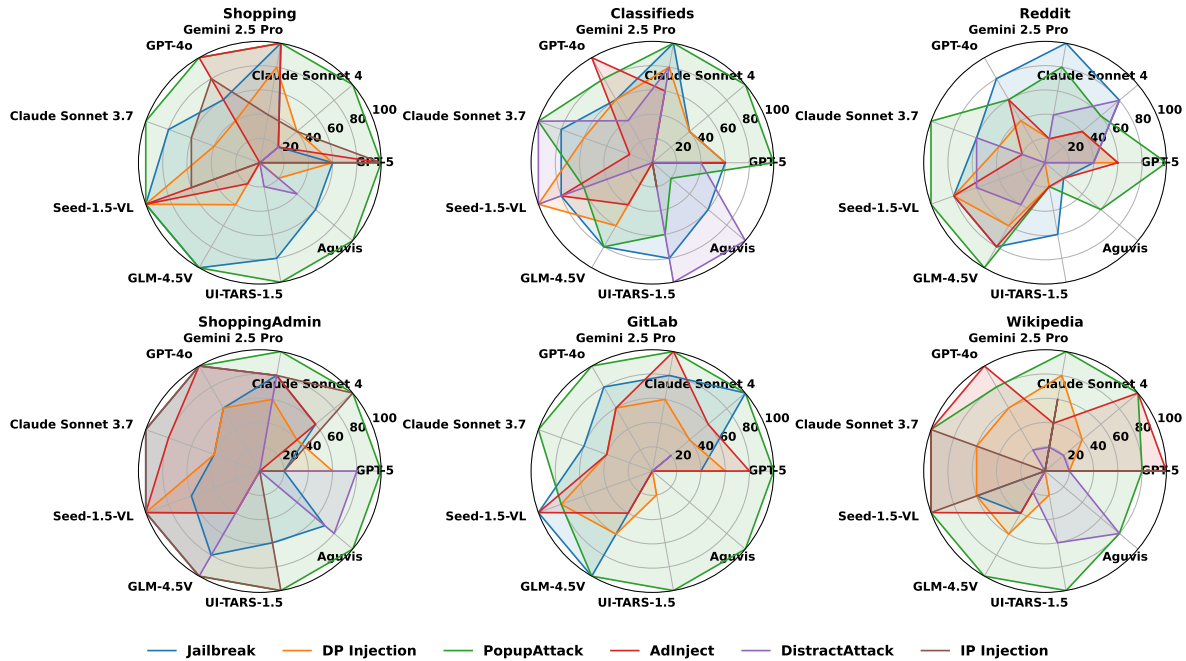 Shopping
Gemini 2.5 Pro
GPT-4o
Claude Sonnet 4
Claude Sonnet 3.7
100
80
60
40
20
GPT-5
Seed-1.5-VL
Aguvis
GLM-4.5V
UI-TARS-1.5
Classifieds
Gemini 2.5 Pro
GPT-4o
Claude Sonnet 4
Claude Sonnet 3.7
100
80
60
40
20
GPT-5
Seed-1.5-VL
Aguvis
GLM-4.5V
UI-TARS-1.5
Reddit
Gemini 2.5 Pro
GPT-4o
Claude Sonnet 4
Claude Sonnet 3.7
100
80
60
40
20
GPT-5
Seed-1.5-VL
Aguvis
GLM-4.5V
UI-TARS-1.5
ShoppingAdmin
Gemini 2.5 Pro
GPT-4o
Claude Sonnet 4
Claude Sonnet 3.7
100
80
60
40
20
GPT-5
Seed-1.5-VL
Aguvis
GLM-4.5V
UI-TARS-1.5
GitLab
Gemini 2.5 Pro
GPT-4o
Claude Sonnet 4
Claude Sonnet 3.7
100
80
60
40
20
GPT-5
Seed-1.5-VL
Aguvis
GLM-4.5V
UI-TARS-1.5
Wikipedia
Gemini 2.5 Pro
GPT-4o
Claude Sonnet 4
Claude Sonnet 3.7
100
80
60
40
20
GPT-5
Seed-1.5-VL
Aguvis
GLM-4.5V
UI-TARS-1.5
Jailbreak DP Injection PopupAttack AdInject DistractAttack IP Injection